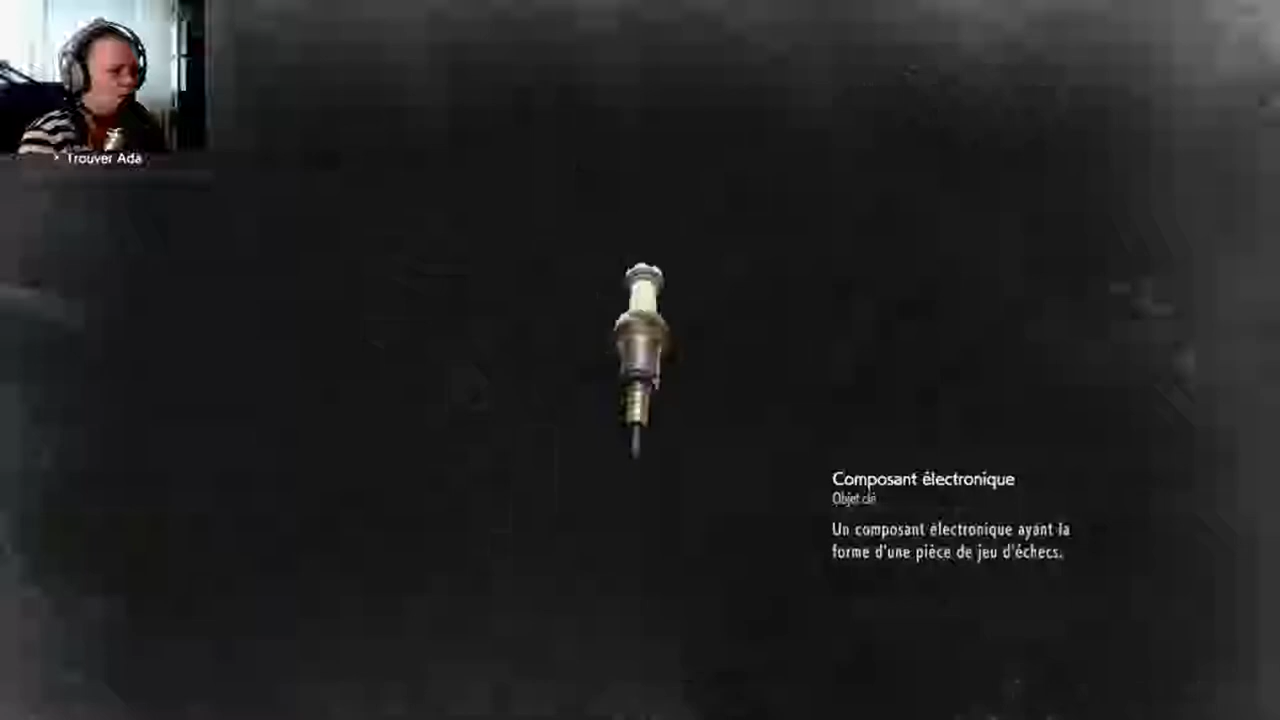 > Trouver Ada
Composant électronique
Objet clé
Un composant électronique ayant la
forme d'une pièce de jeu d'échecs.